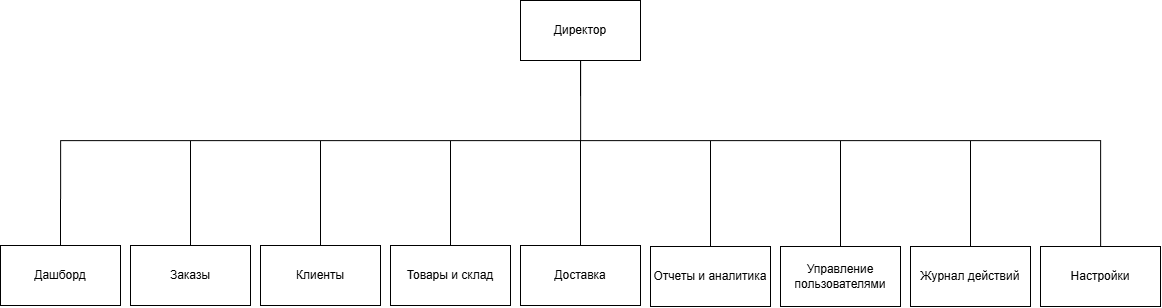 Директор
Дашборд
Заказы
Клиенты
Товары и склад
Доставка
Отчеты и аналитика
Управление
пользователями
Журнал действий
Настройки